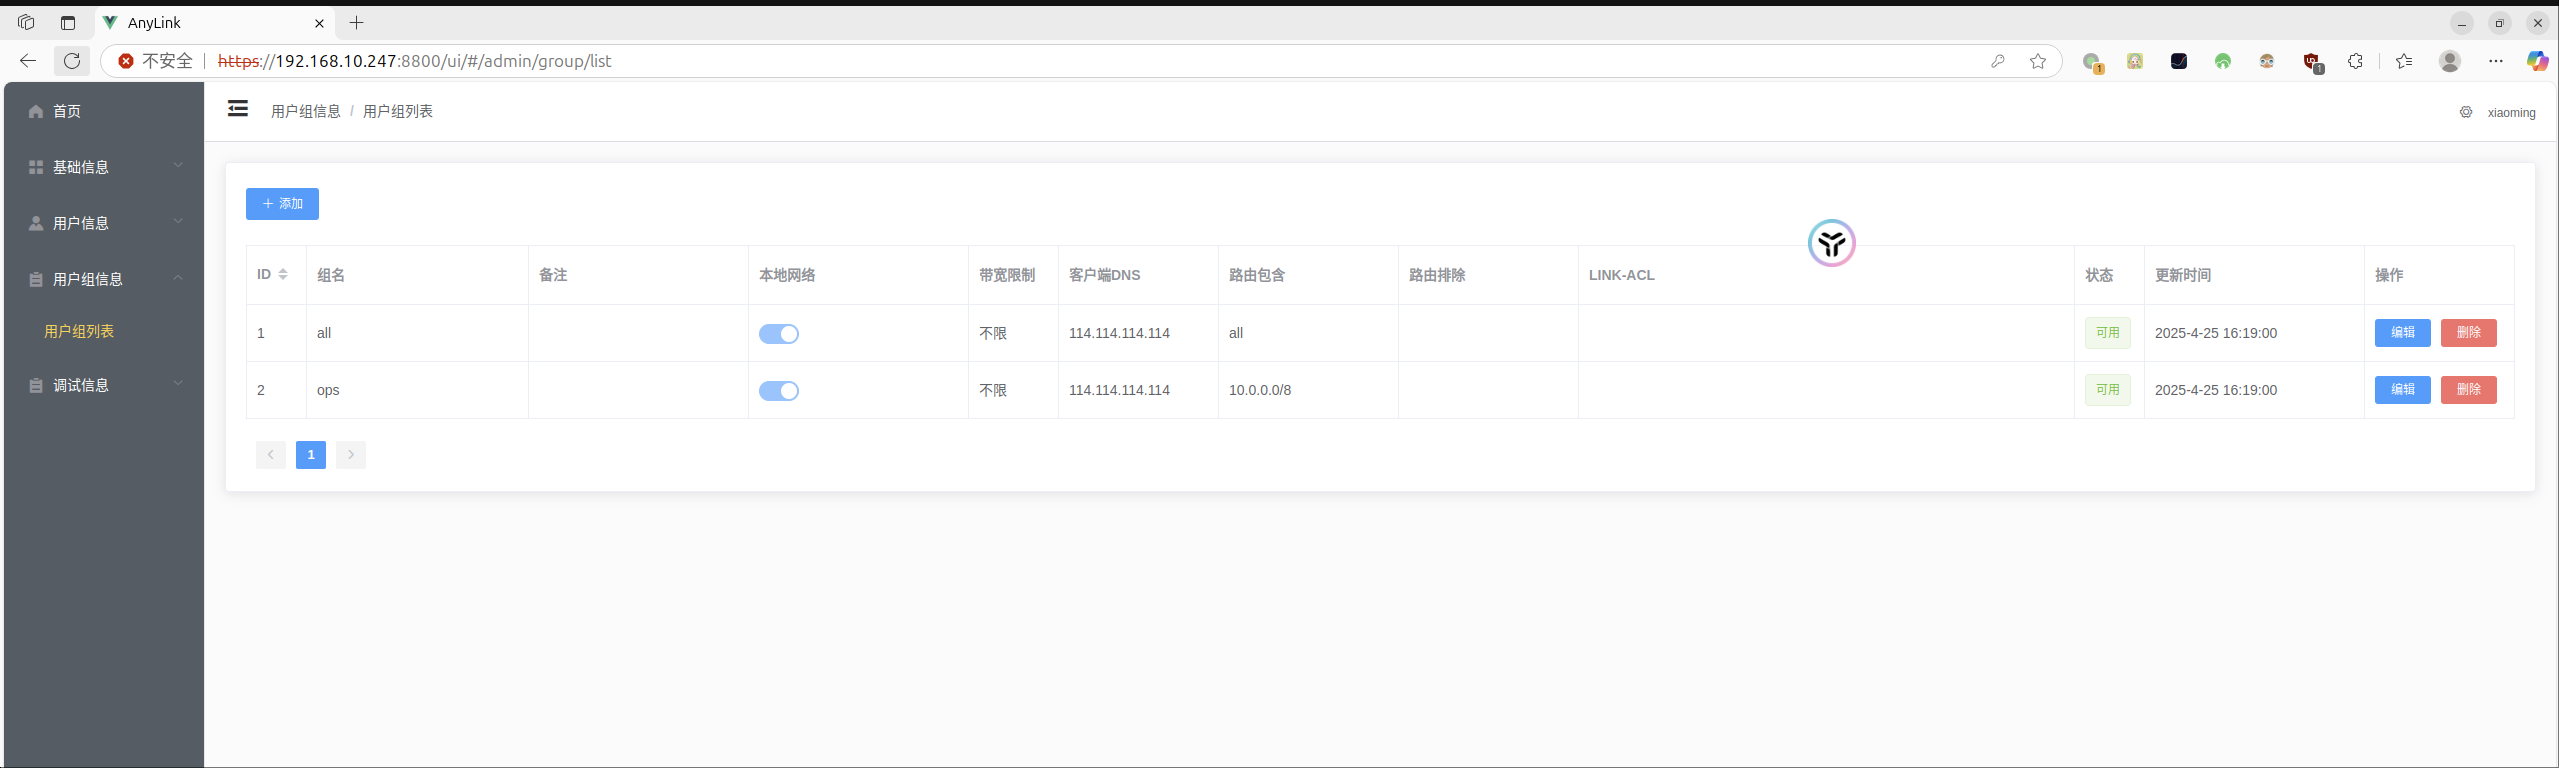 AnyLink
不安全 https://192.168.10.247:8800/ui/#/admin/group/list
1
1
首页
基础信息
用户信息
用户组信息
用户组列表
调试信息
用户组信息 / 用户组列表
xiaoming
添加
ID 组名 备注 本地网络 带宽限制 客户端DNS 路由包含 路由排除 LINK-ACL 状态 更新时间 操作
1 all 不限 114.114.114.114 all 可用 2025-4-25 16:19:00 编辑 删除
2 ops 不限 114.114.114.114 10.0.0.0/8 可用 2025-4-25 16:19:00 编辑 删除
1